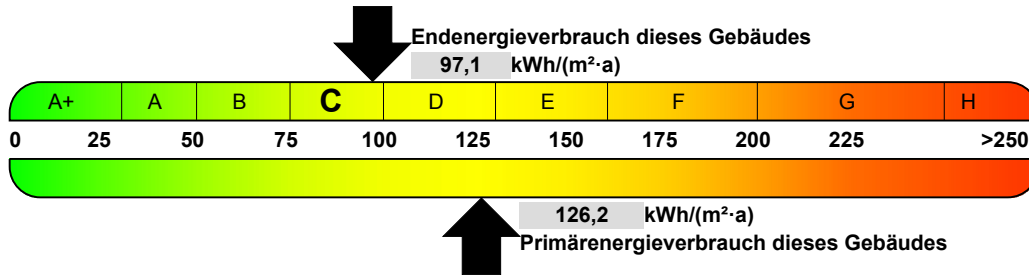 Endenergieverbrauch dieses Gebäudes
97,1 kWh/(m²·a)
A+ A B C D E F G H
0 25 50 75 100 125 150 175 200 225 >250
126,2 kWh/(m²·a)
Primärenergieverbrauch dieses Gebäudes